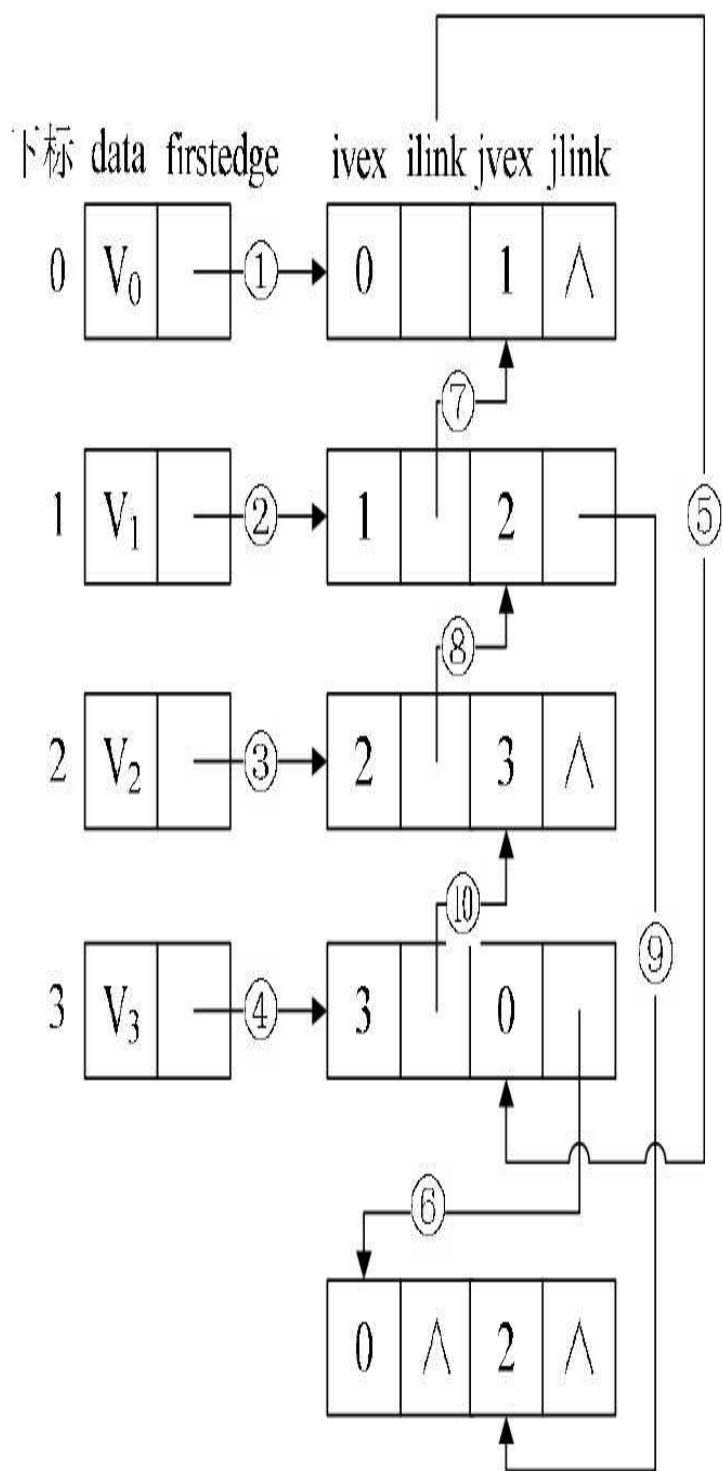 下标 data firstedge ivex ilink jvex jlink
0 V₀ ① 0 1 ∧
⑦
1 V₁ ② 1 2 ⑤
⑧
2 V₂ ③ 2 3 ∧
⑩ ⑨
3 V₃ ④ 3 0
⑥
0 ∧ 2 ∧